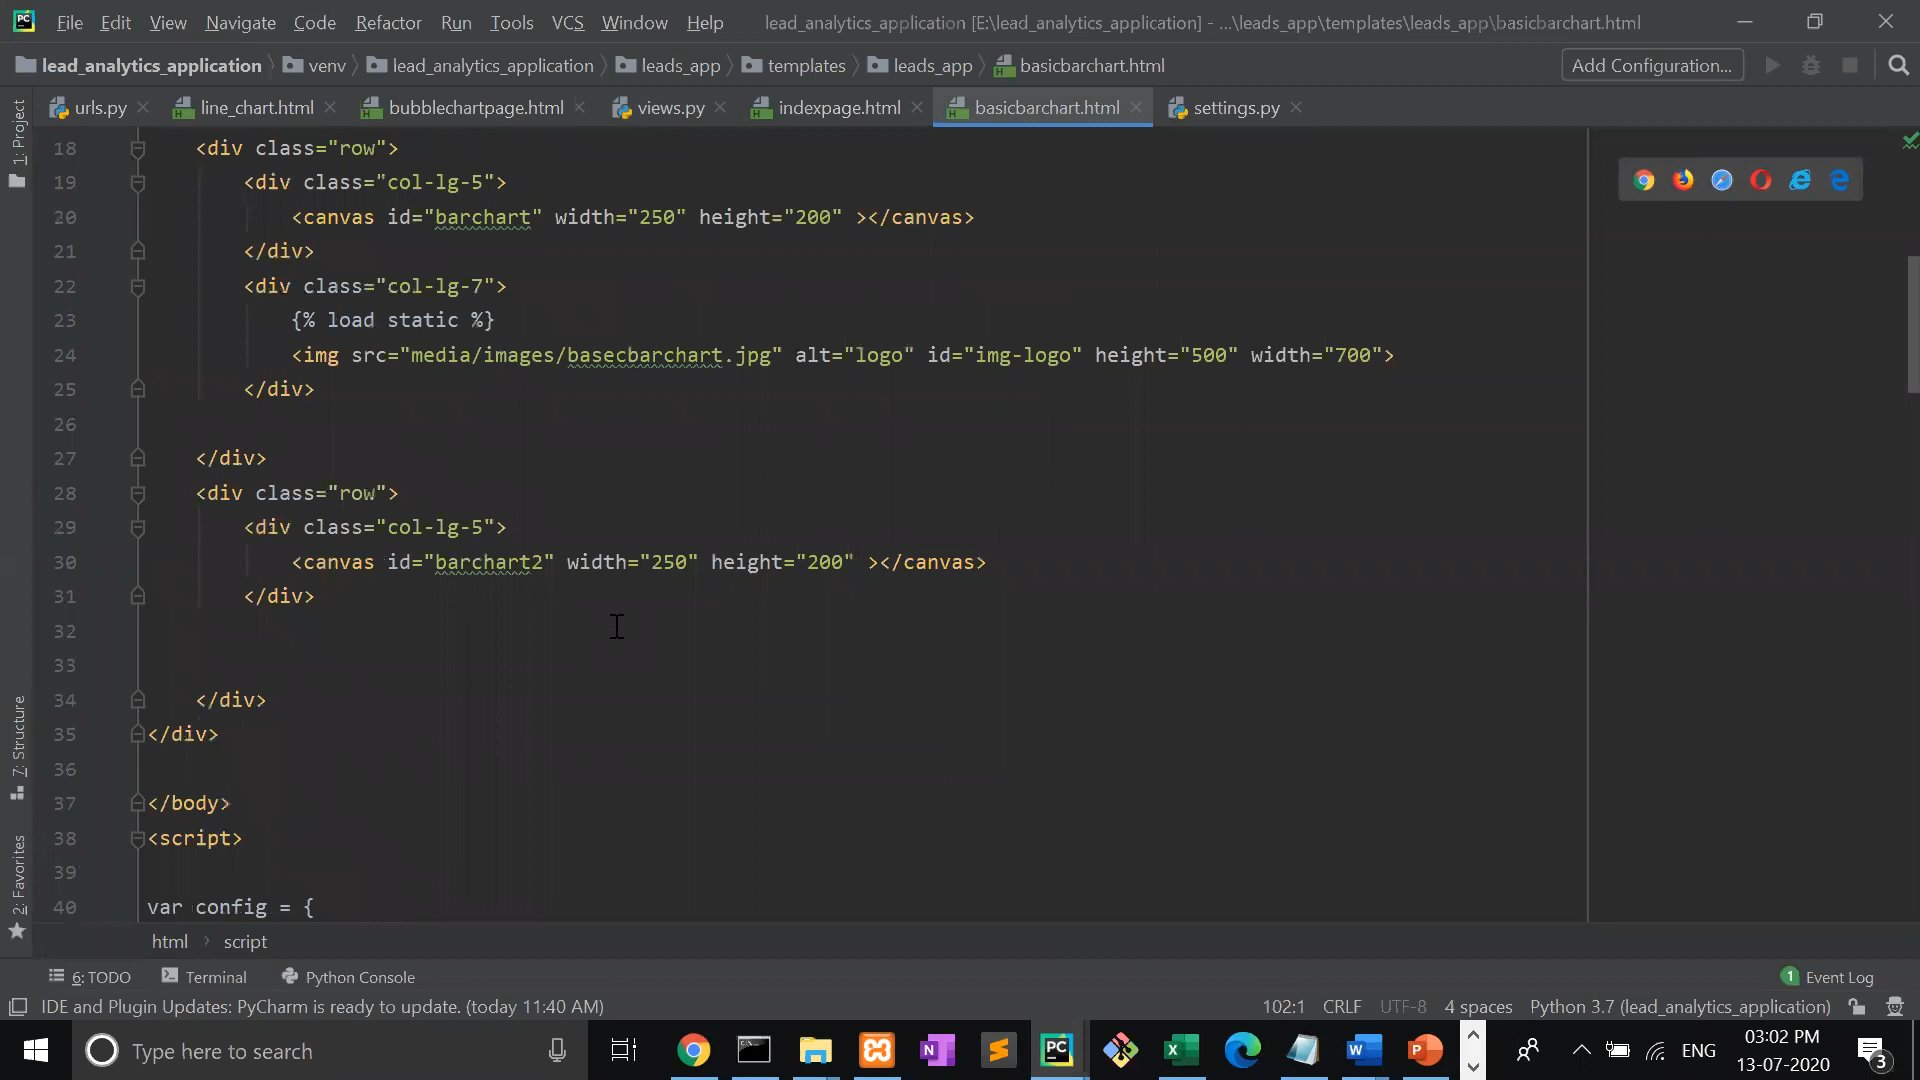 PC File Edit View Navigate Code Refactor Run Tools VCS Window Help lead_analytics_application [E:\lead_analytics_application] - ...\leads_app\templates\leads_app\basicbarchart.html
lead_analytics_application venv lead_analytics_application leads_app templates leads_app basicbarchart.html Add Configuration...
urls.py line_chart.html bubblechartpage.html views.py indexpage.html basicbarchart.html settings.py
1: Project
7: Structure
2: Favorites
18 <div class="row">
19 <div class="col-lg-5">
20 <canvas id="barchart" width="250" height="200" ></canvas>
21 </div>
22 <div class="col-lg-7">
23 {% load static %}
24 <img src="media/images/basecbarchart.jpg" alt="logo" id="img-logo" height="500" width="700">
25 </div>
26
27 </div>
28 <div class="row">
29 <div class="col-lg-5">
30 <canvas id="barchart2" width="250" height="200" ></canvas>
31 </div>
32
33
34 </div>
35 </div>
36
37 </body>
38 <script>
39
40 var config = {
html script
6: TODO Terminal Python Console 1 Event Log
IDE and Plugin Updates: PyCharm is ready to update. (today 11:40 AM) 102:1 CRLF UTF-8 4 spaces Python 3.7 (lead_analytics_application)
Type here to search ENG 03:02 PM
13-07-2020 3